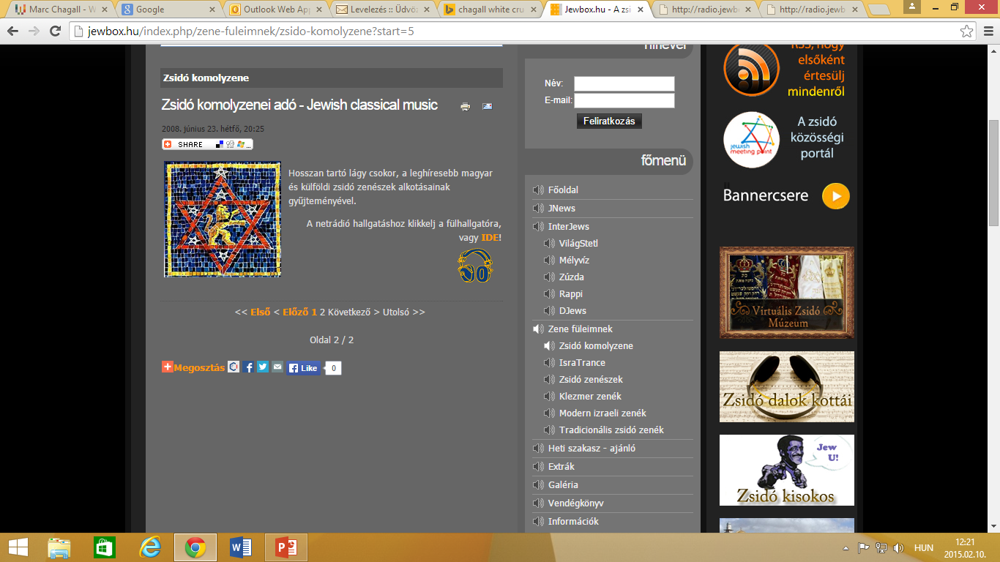 Marc Chagall - W
Google
Outlook Web App
Levelezés :: Üdvöz
chagall white cru
Jewbox.hu - A zsi
http://radio.jewb
http://radio.jewb
jewbox.hu/index.php/zene-fuleimnek/zsido-komolyzene?start=5
Zsidó komolyzene
Zsidó komolyzenei adó - Jewish classical music
2008. június 23. hétfő, 20:25
SHARE
Hosszan tartó lágy csokor, a leghíresebb magyar
és külföldi zsidó zenészek alkotásainak
gyűjteményével.
A netrádió hallgatáshoz klikkelj a fülhallgatóra,
vagy IDE!
<< Első < Előző 1 2 Következő > Utolsó >>
Oldal 2 / 2
Megosztás
Like
0
hírlevél
Név:
E-mail:
Feliratkozás
főmenü
Főoldal
JNews
InterJews
VilágStetl
Mélyvíz
Zúzda
Rappi
DJews
Zene füleimnek
Zsidó komolyzene
IsraTrance
Zsidó zenészek
Klezmer zenék
Modern izraeli zenék
Tradicionális zsidó zenék
Heti szakasz - ajánló
Extrák
Galéria
Vendégkönyv
Információk
RSS, hogy
elsőként
értesülj
mindenről
jewish
meeting point
A zsidó
közösségi
portál
Bannercsere
Virtuális Zsidó
Múzeum
Zsidó dalok kottái
Jew
U!
Zsidó kisokos
HUN
12:21
2015.02.10.